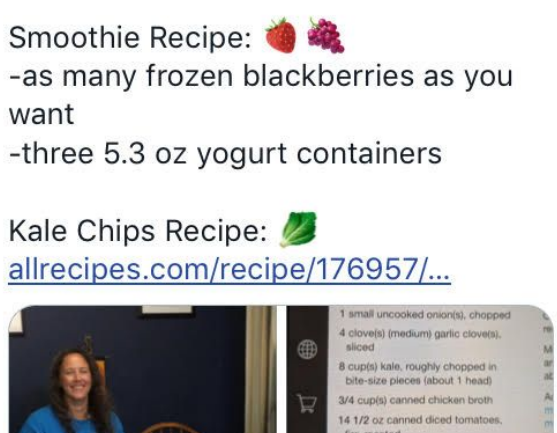 Smoothie Recipe: 🍓 🍇
-as many frozen blackberries as you
want
-three 5.3 oz yogurt containers
Kale Chips Recipe: 🥬
allrecipes.com/recipe/176957/...
1 small uncooked onion(s), chopped
4 clove(s) (medium) garlic clove(s),
sliced
8 cup(s) kale, roughly chopped in
bite-size pieces (about 1 head)
3/4 cup(s) canned chicken broth
14 1/2 oz canned diced tomatoes,